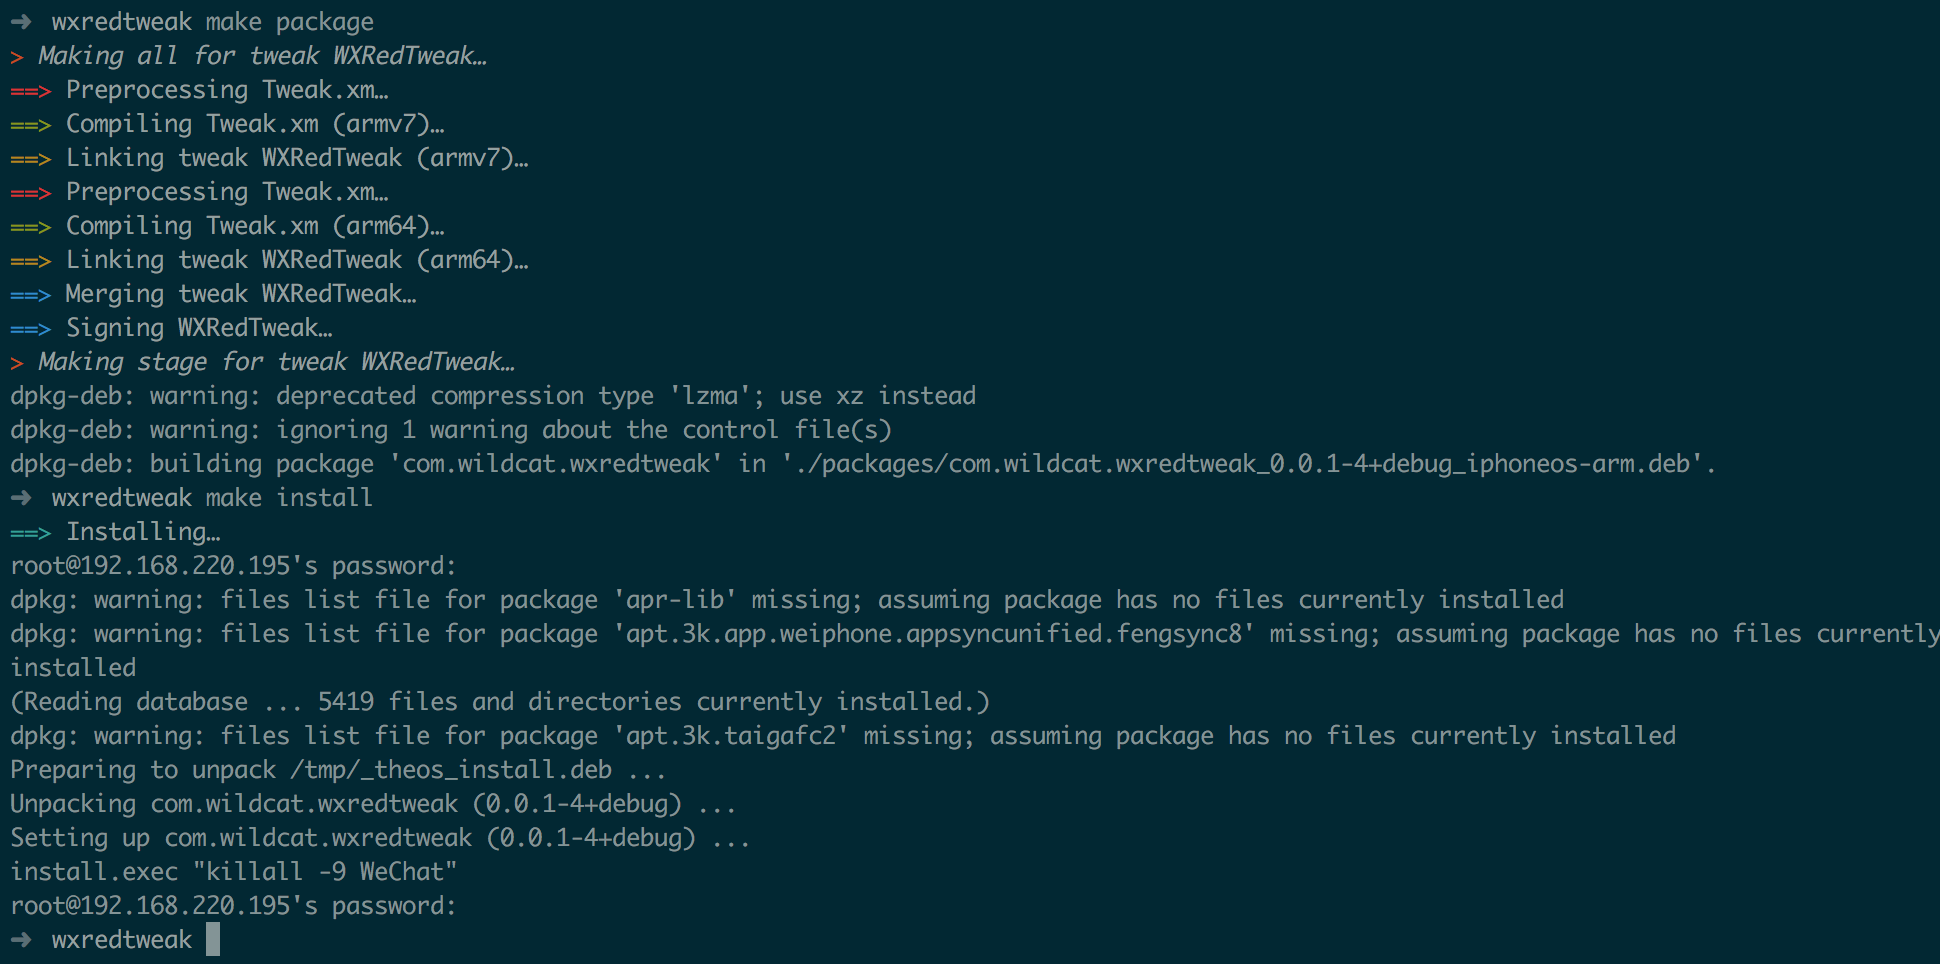 ➜  wxredtweak make package
> Making all for tweak WXRedTweak…
==> Preprocessing Tweak.xm…
==> Compiling Tweak.xm (armv7)…
==> Linking tweak WXRedTweak (armv7)…
==> Preprocessing Tweak.xm…
==> Compiling Tweak.xm (arm64)…
==> Linking tweak WXRedTweak (arm64)…
==> Merging tweak WXRedTweak…
==> Signing WXRedTweak…
> Making stage for tweak WXRedTweak…
dpkg-deb: warning: deprecated compression type 'lzma'; use xz instead
dpkg-deb: warning: ignoring 1 warning about the control file(s)
dpkg-deb: building package 'com.wildcat.wxredtweak' in './packages/com.wildcat.wxredtweak_0.0.1-4+debug_iphoneos-arm.deb'.
➜  wxredtweak make install
==> Installing…
root@192.168.220.195's password:
dpkg: warning: files list file for package 'apr-lib' missing; assuming package has no files currently installed
dpkg: warning: files list file for package 'apt.3k.app.weiphone.appsyncunified.fengsync8' missing; assuming package has no files currently
installed
(Reading database ... 5419 files and directories currently installed.)
dpkg: warning: files list file for package 'apt.3k.taigafc2' missing; assuming package has no files currently installed
Preparing to unpack /tmp/_theos_install.deb ...
Unpacking com.wildcat.wxredtweak (0.0.1-4+debug) ...
Setting up com.wildcat.wxredtweak (0.0.1-4+debug) ...
install.exec "killall -9 WeChat"
root@192.168.220.195's password:
➜  wxredtweak